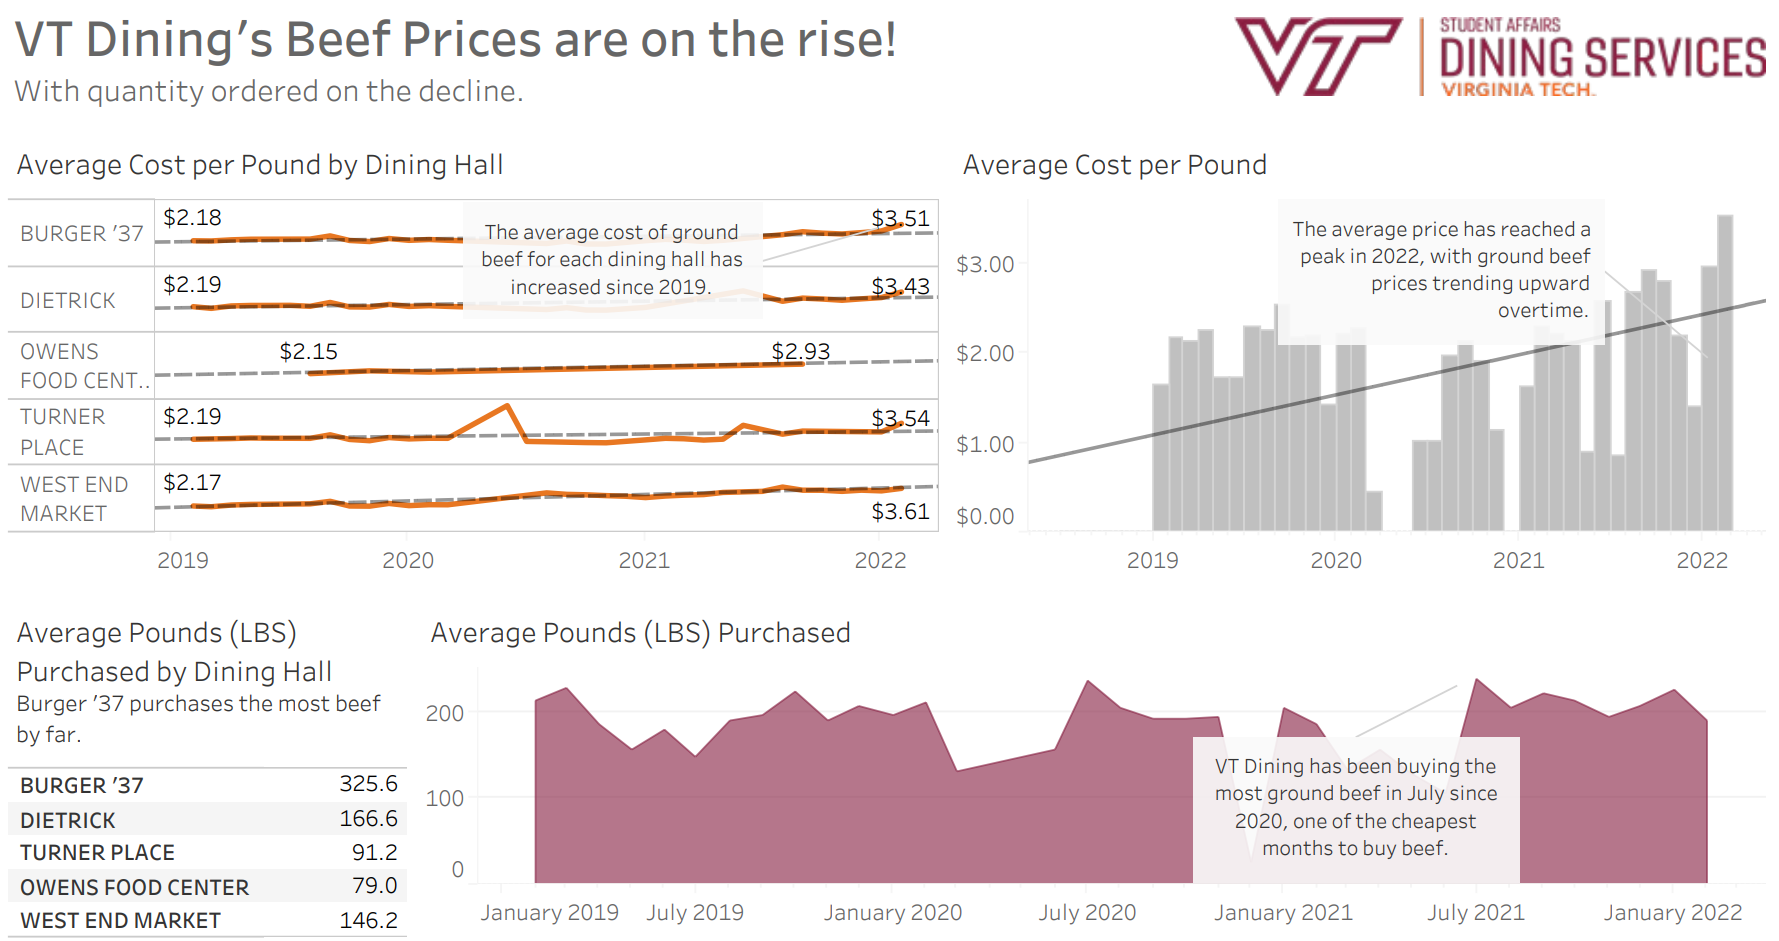 VT Dining’s Beef Prices are on the rise!
With quantity ordered on the decline.
VT
STUDENT AFFAIRS
DINING SERVICES
VIRGINIA TECH.
Average Cost per Pound by Dining Hall
BURGER ’37
$2.18
$3.51
The average cost of ground
beef for each dining hall has
increased since 2019.
DIETRICK
$2.19
$3.43
OWENS
FOOD CENT..
$2.15
$2.93
TURNER
PLACE
$2.19
$3.54
WEST END
MARKET
$2.17
$3.61
2019
2020
2021
2022
Average Cost per Pound
The average price has reached a
peak in 2022, with ground beef
prices trending upward
overtime.
$3.00
$2.00
$1.00
$0.00
2019
2020
2021
2022
Average Pounds (LBS)
Purchased by Dining Hall
Burger ’37 purchases the most beef
by far.
BURGER ’37 325.6
DIETRICK 166.6
TURNER PLACE 91.2
OWENS FOOD CENTER 79.0
WEST END MARKET 146.2
Average Pounds (LBS) Purchased
200
100
0
VT Dining has been buying the
most ground beef in July since
2020, one of the cheapest
months to buy beef.
January 2019
July 2019
January 2020
July 2020
January 2021
July 2021
January 2022